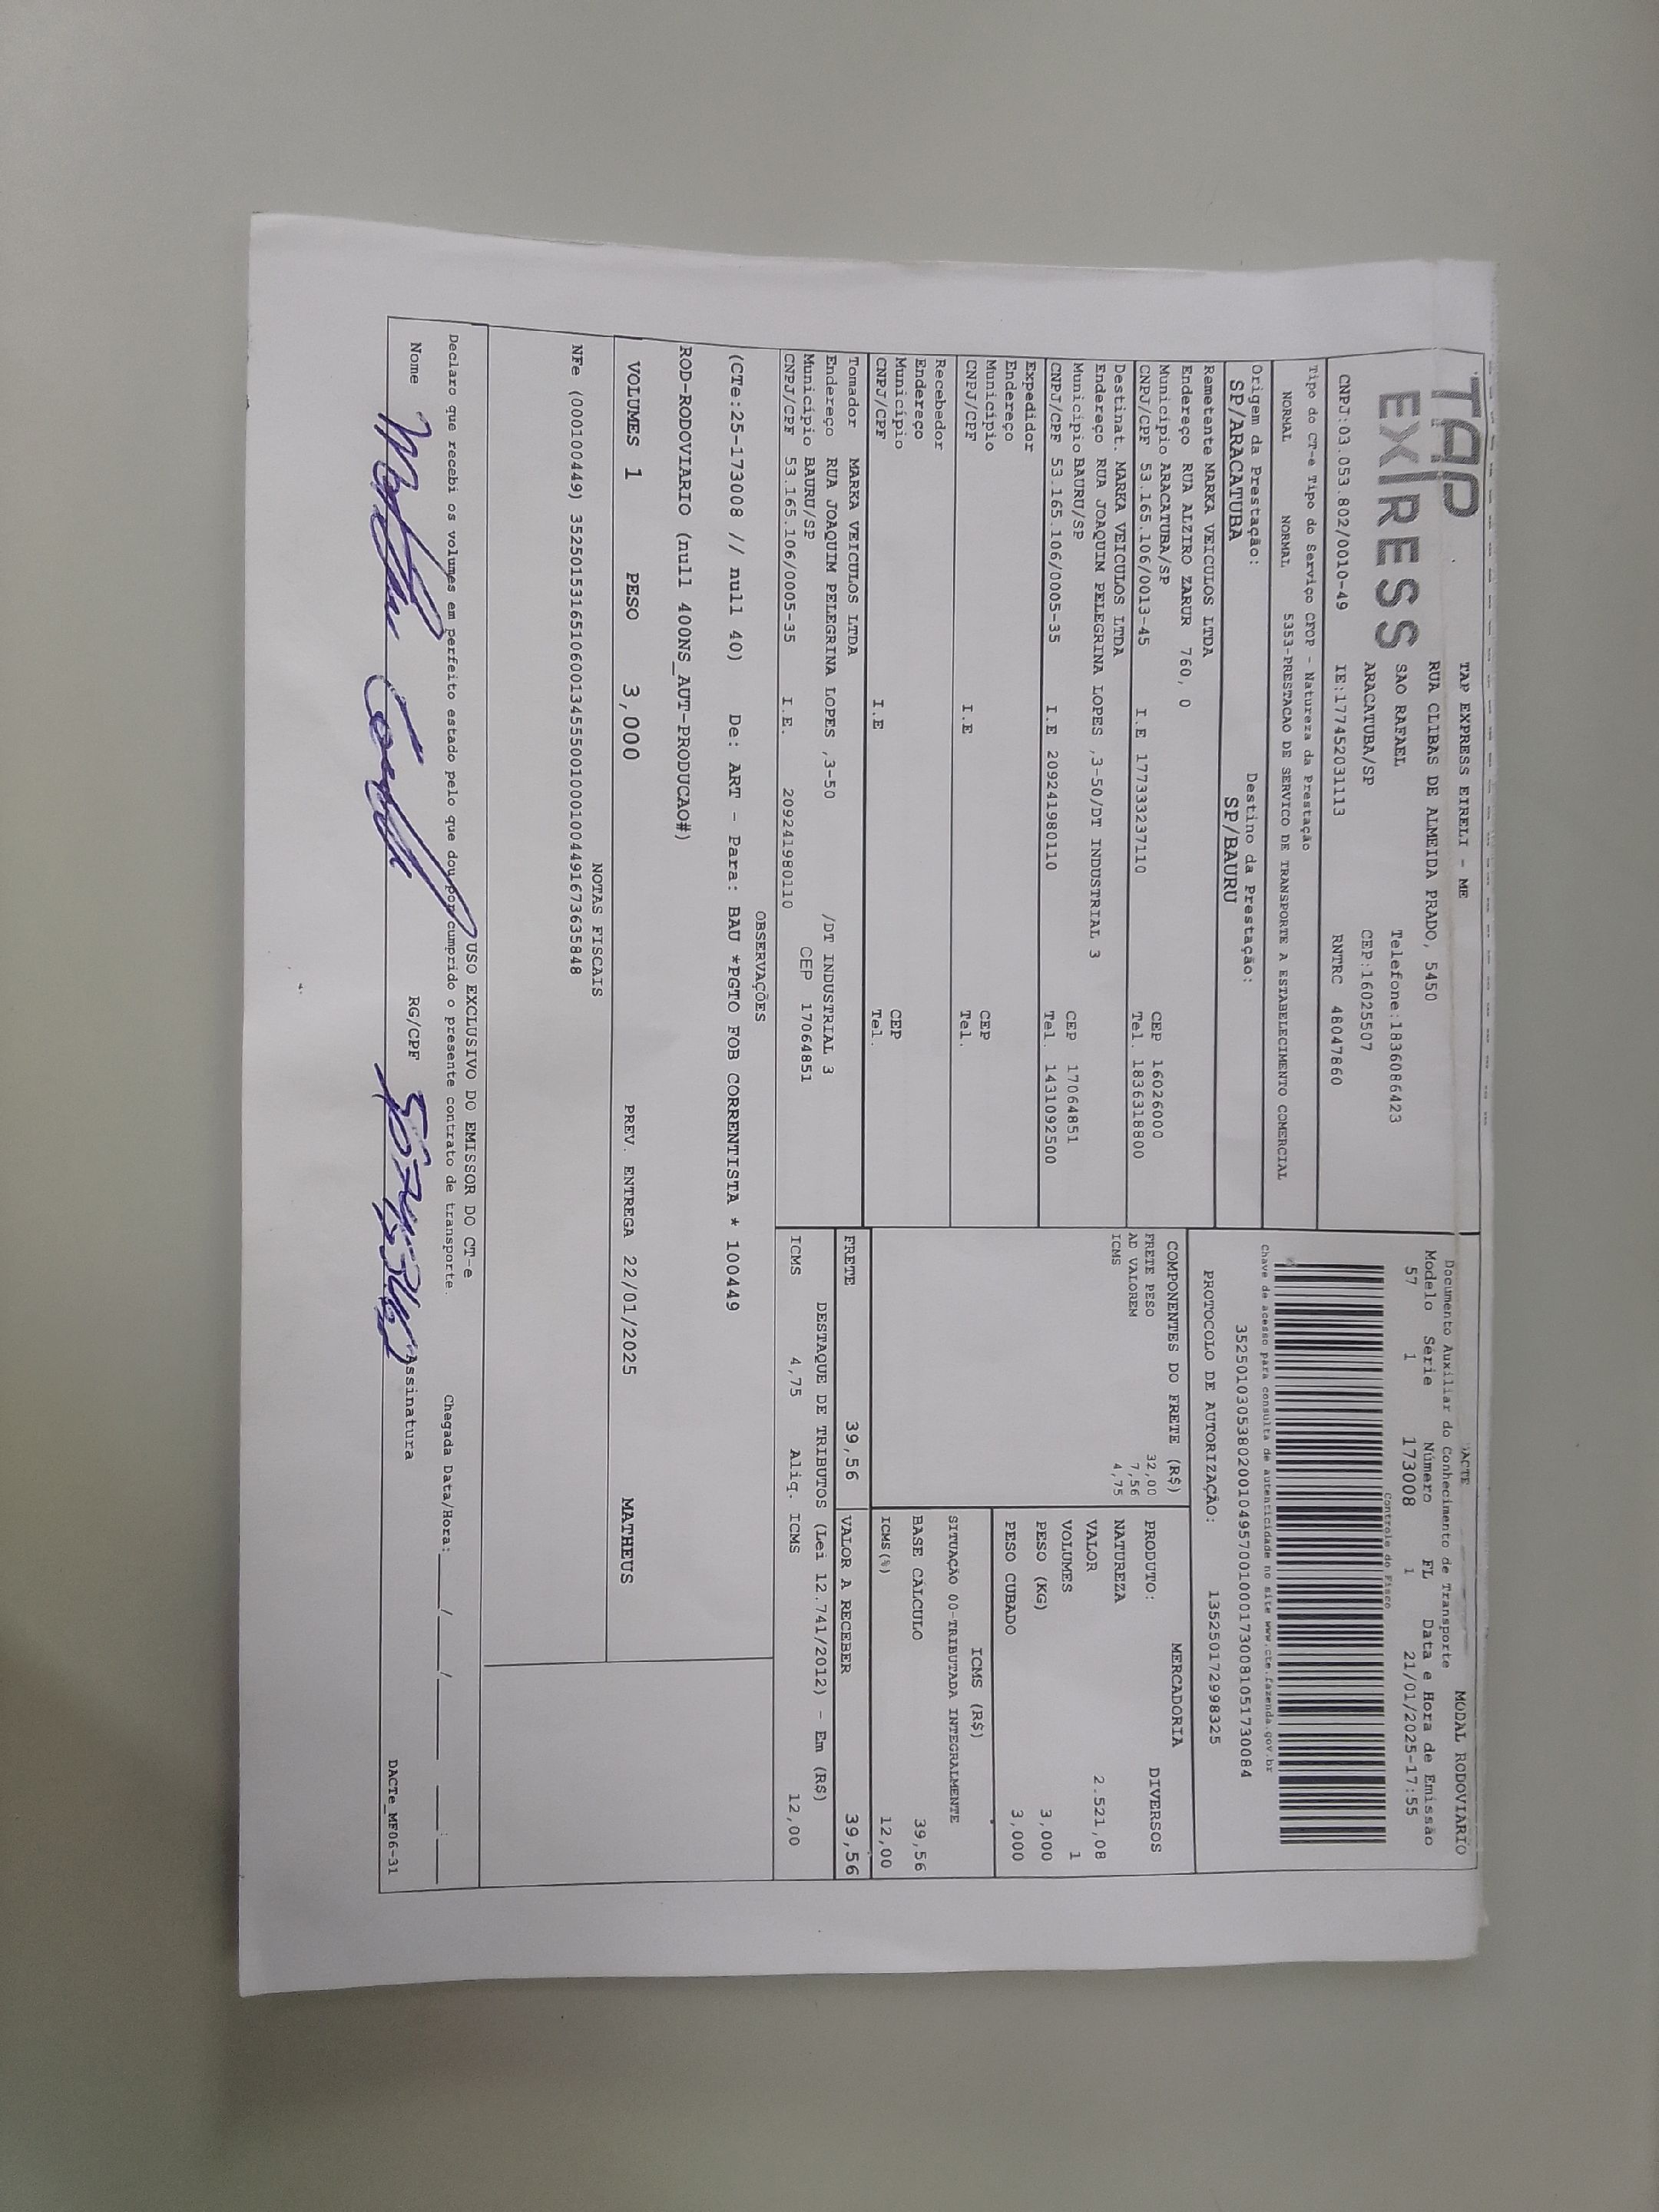 TAP
EXPRESS
TAP EXPRESS EIRELI - ME
RUA CLIBAS DE ALMEIDA PRADO, 5450
SAO RAFAEL
Telefone:1836086423
ARACATUBA/SP
CEP:16025507
CNPJ:03.053.802/0010-49
IE:177452031113
RNTRC 48047860
MODAL RODOVIARIO
Documento Auxiliar do Conhecimento de Transporte
Modelo Série Número FL Data e Hora de Emissão
57 1 173008 1 21/01/2025-17:55
Controle do Fisco
Chave de acesso para consulta de autenticidade no site www.cte.fazenda.gov.br
35250103053802001049570010001730081051730084
PROTOCOLO DE AUTORIZAÇÃO: 135250172998325
Tipo do CT-e Tipo do Serviço CFOP - Natureza da Prestação
NORMAL NORMAL 5353-PRESTACAO DE SERVICO DE TRANSPORTE A ESTABELECIMENTO COMERCIAL
Origem da Prestação: Destino da Prestação:
SP/ARACATUBA SP/BAURU
Remetente MARKA VEICULOS LTDA
Endereço RUA ALZIRO ZARUR 760, 0
Município ARACATUBA/SP CEP 16026000
CNPJ/CPF 53.165.106/0013-45 I.E 177333237110 Tel. 1836318800
Destinat. MARKA VEICULOS LTDA
Endereço RUA JOAQUIM PELEGRINA LOPES ,3-50/DT INDUSTRIAL 3
Município BAURU/SP CEP 17064851
CNPJ/CPF 53.165.106/0005-35 I.E 209241980110 Tel. 1431092500
Expedidor
Endereço
Município CEP
CNPJ/CPF I.E Tel.
Recebedor
Endereço
Município CEP
CNPJ/CPF I.E Tel.
Tomador MARKA VEICULOS LTDA
Endereço RUA JOAQUIM PELEGRINA LOPES ,3-50 /DT INDUSTRIAL 3
Município BAURU/SP CEP 17064851
CNPJ/CPF 53.165.106/0005-35 I.E. 209241980110
COMPONENTES DO FRETE (R$)
FRETE PESO 32,00
AD VALOREM 7,56
ICMS 4,75
MERCADORIA
PRODUTO: DIVERSOS
NATUREZA
VALOR 2.521,08
VOLUMES 1
PESO (KG) 3,000
PESO CUBADO 3,000
ICMS (R$)
SITUAÇÃO 00-TRIBUTADA INTEGRALMENTE
BASE CÁLCULO 39,56
ICMS(%) 12,00
FRETE 39,56 VALOR A RECEBER 39,56
DESTAQUE DE TRIBUTOS (Lei 12.741/2012) - Em (R$)
ICMS 4,75 Aliq. ICMS 12,00
OBSERVAÇÕES
(CTe:25-173008 // null 40) De: ART - Para: BAU *PGTO FOB CORRENTISTA * 100449
ROD-RODOVIARIO (null 400NS_AUT-PRODUCAO#)
VOLUMES 1 PESO 3,000 PREV. ENTREGA 22/01/2025 MATHEUS
NOTAS FISCAIS
NFe (000100449) 35250153165106001345550010001004491673635848
USO EXCLUSIVO DO EMISSOR DO CT-e
Declaro que recebi os volumes em perfeito estado pelo que dou por cumprido o presente contrato de transporte. Chegada Data/Hora:____/____/______ ___:___
Nome RG/CPF Assinatura
DACTe_MF06-31